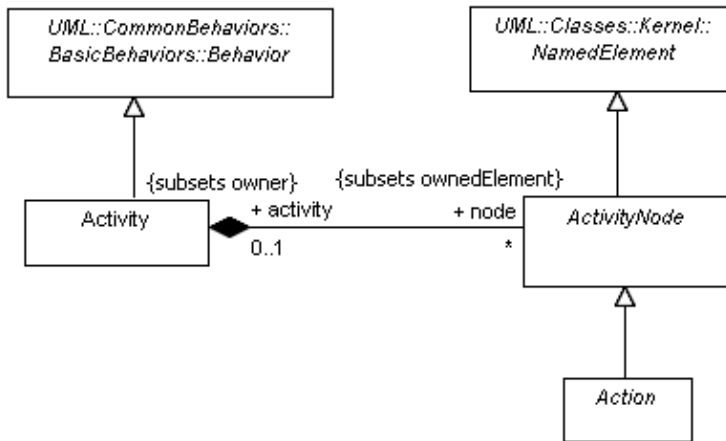 UML::CommonBehaviors::
BasicBehaviors::Behavior
UML::Classes::Kernel::
NamedElement
{subsets owner}
{subsets ownedElement}
Activity
+ activity
+ node
ActivityNode
0..1
*
Action